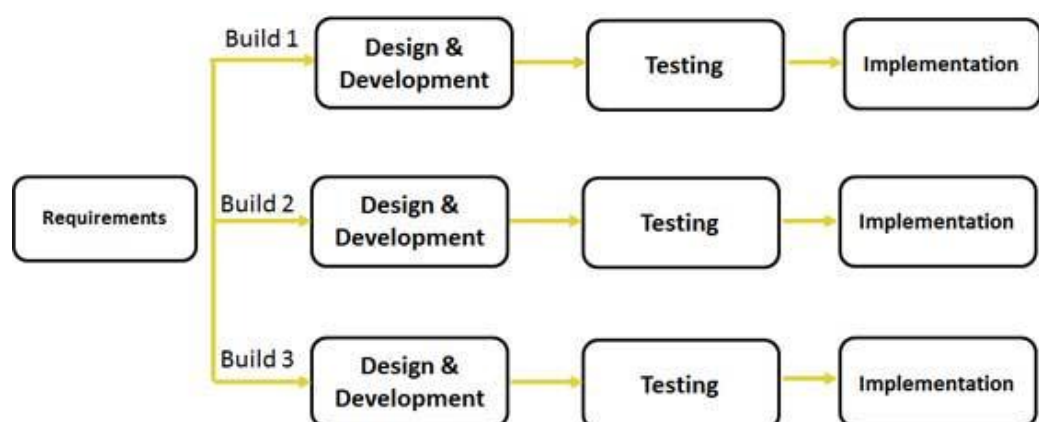 Build 1
Design &
Development
Testing
Implementation
Requirements
Build 2
Design &
Development
Testing
Implementation
Build 3
Design &
Development
Testing
Implementation